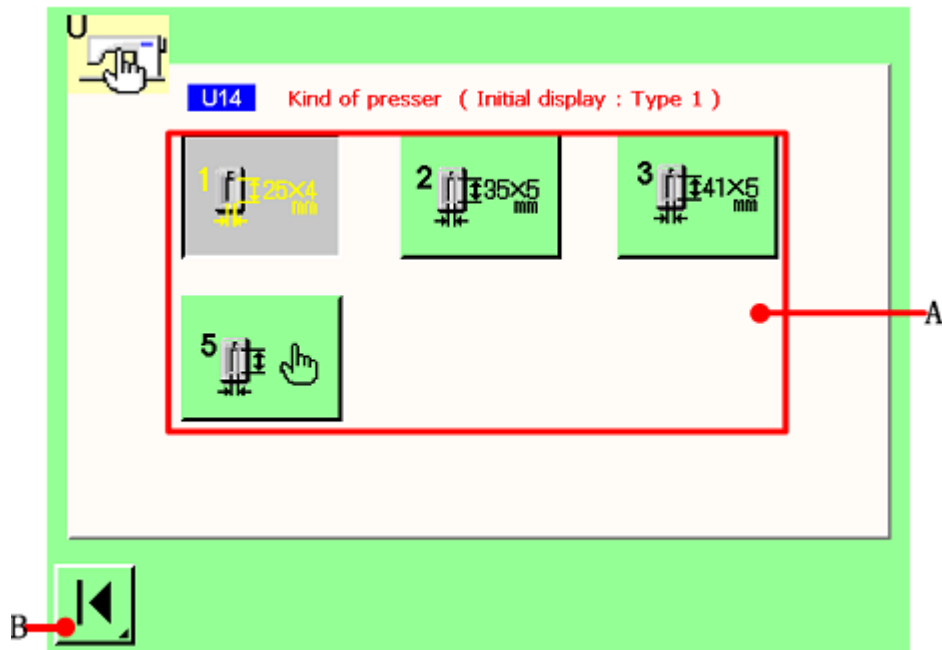 U
U14 Kind of presser ( Initial display : Type 1 )
1 25×4 mm
2 35×5 mm
3 41×5 mm
A
5
B